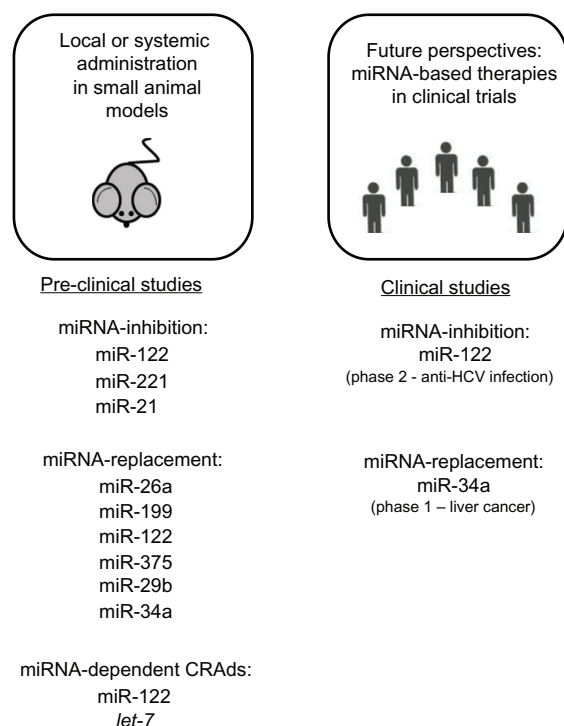 Local or systemic
administration
in small animal
models
Pre-clinical studies
miRNA-inhibition:
miR-122
miR-221
miR-21
miRNA-replacement:
miR-26a
miR-199
miR-122
miR-375
miR-29b
miR-34a
miRNA-dependent CRAds:
miR-122
let-7
Future perspectives:
miRNA-based therapies
in clinical trials
Clinical studies
miRNA-inhibition:
miR-122
(phase 2 - anti-HCV infection)
miRNA-replacement:
miR-34a
(phase 1 – liver cancer)